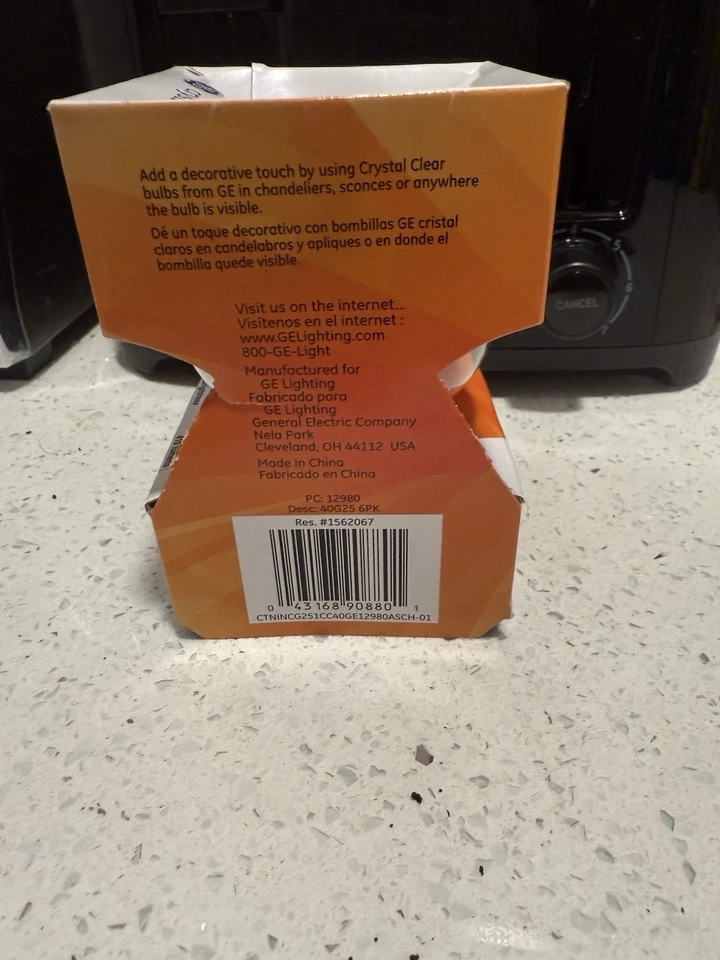 Add a decorative touch by using Crystal Clear
bulbs from GE in chandeliers, sconces or anywhere
the bulb is visible.
Dé un toque decorativo con bombillas GE cristal
claros en candelabros y apliques o en donde el
bombilla quede visible.
Visit us on the internet...
Visítenos en el internet :
www.GELighting.com
800-GE-Light
Manufactured for
GE Lighting
Fabricado para
GE Lighting
General Electric Company
Nela Park
Cleveland, OH 44112 USA
Made in China
Fabricado en China
PC: 12980
Desc: 40G25 6PK
Res. #1562067
0 43168 90880 1
CTNINCG251CC40GE12980ASCH-01
CANCEL
4
5
6
7